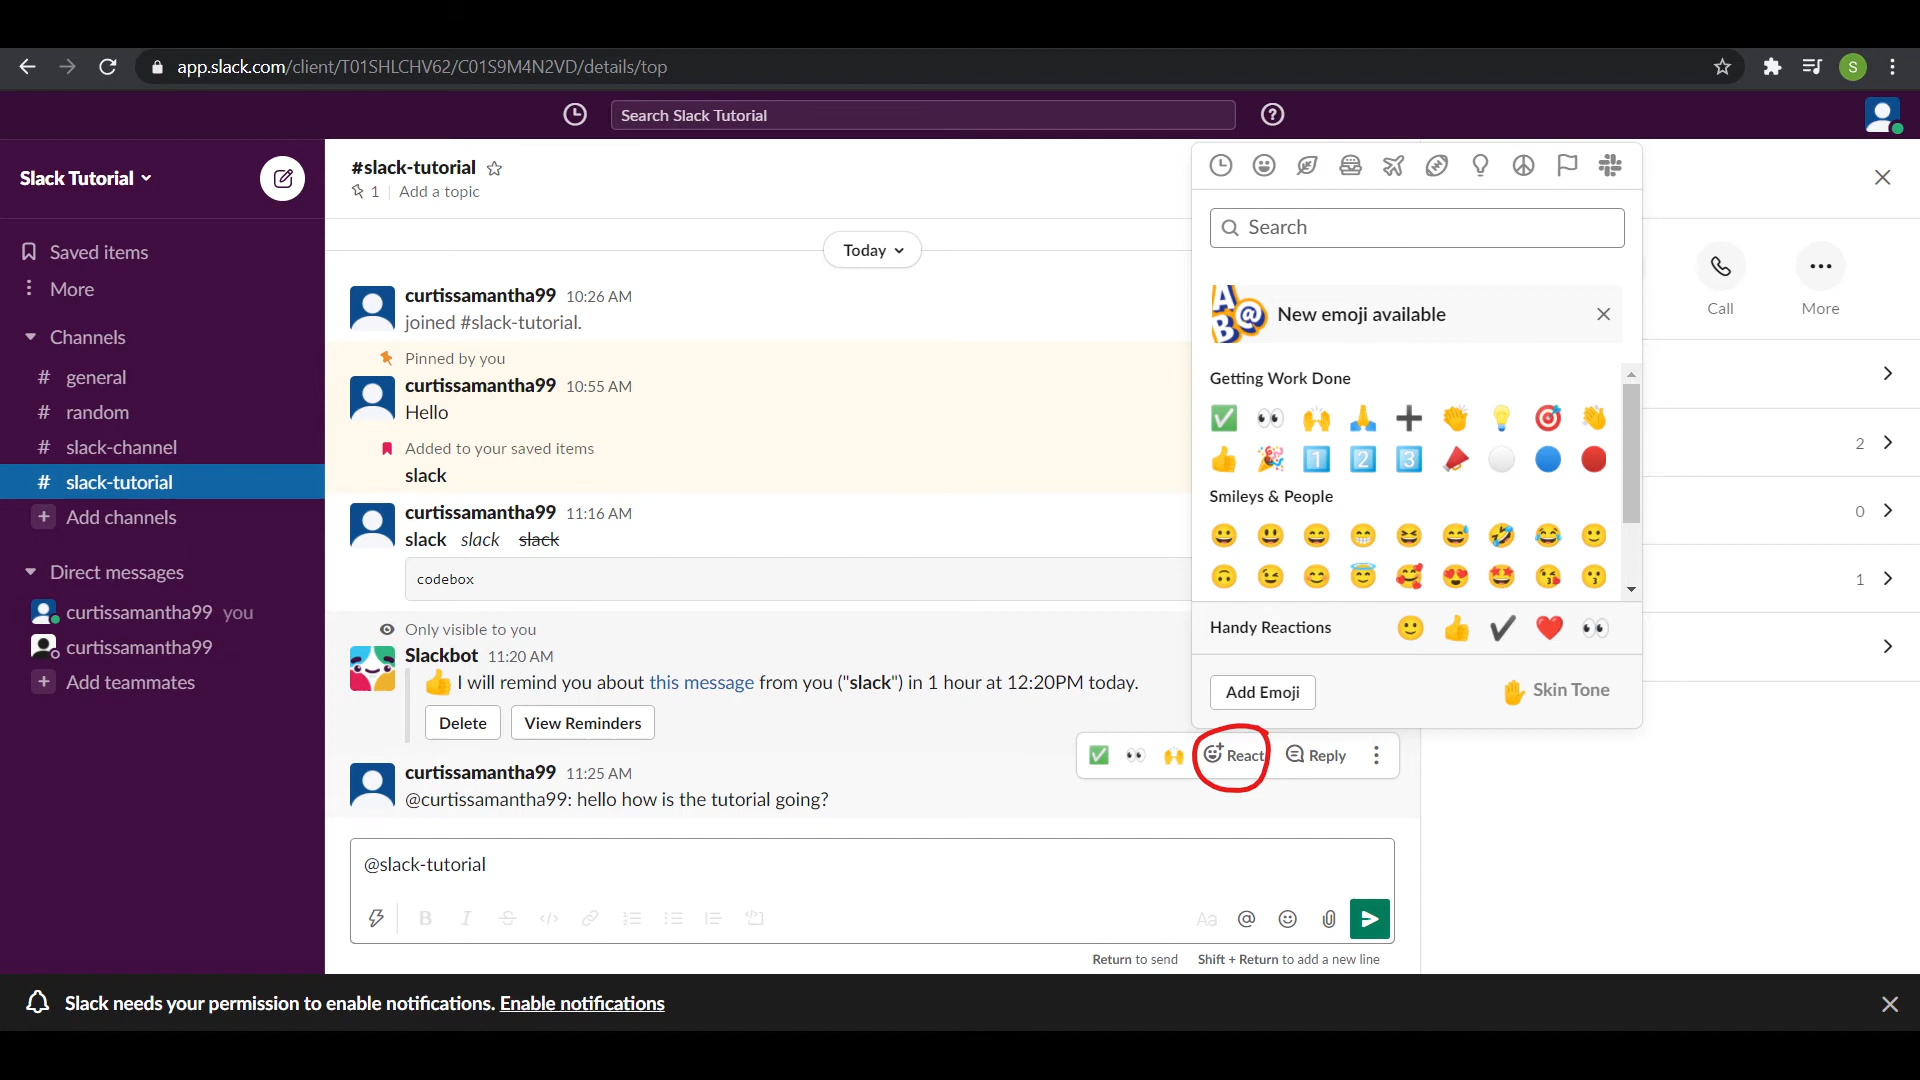 app.slack.com/client/T01SHLCHV62/C01S9M4N2VD/details/top
S
Search Slack Tutorial
Slack Tutorial
Saved items
More
Channels
# general
# random
# slack-channel
# slack-tutorial
+ Add channels
Direct messages
curtissamantha99 you
curtissamantha99
+ Add teammates
#slack-tutorial
1 | Add a topic
Today
curtissamantha99 10:26 AM
joined #slack-tutorial.
Pinned by you
curtissamantha99 10:55 AM
Hello
Added to your saved items
slack
curtissamantha99 11:16 AM
slack slack slack
codebox
Only visible to you
Slackbot 11:20 AM
👍 I will remind you about this message from you ("slack") in 1 hour at 12:20PM today.
Delete View Reminders
curtissamantha99 11:25 AM
@curtissamantha99: hello how is the tutorial going?
React Reply
@slack-tutorial
B I S </> Aa @
Return to send Shift + Return to add a new line
Search
New emoji available
Getting Work Done
1 2 3
Smileys & People
Handy Reactions
Add Emoji Skin Tone
Call More
2
0
1
Slack needs your permission to enable notifications. Enable notifications